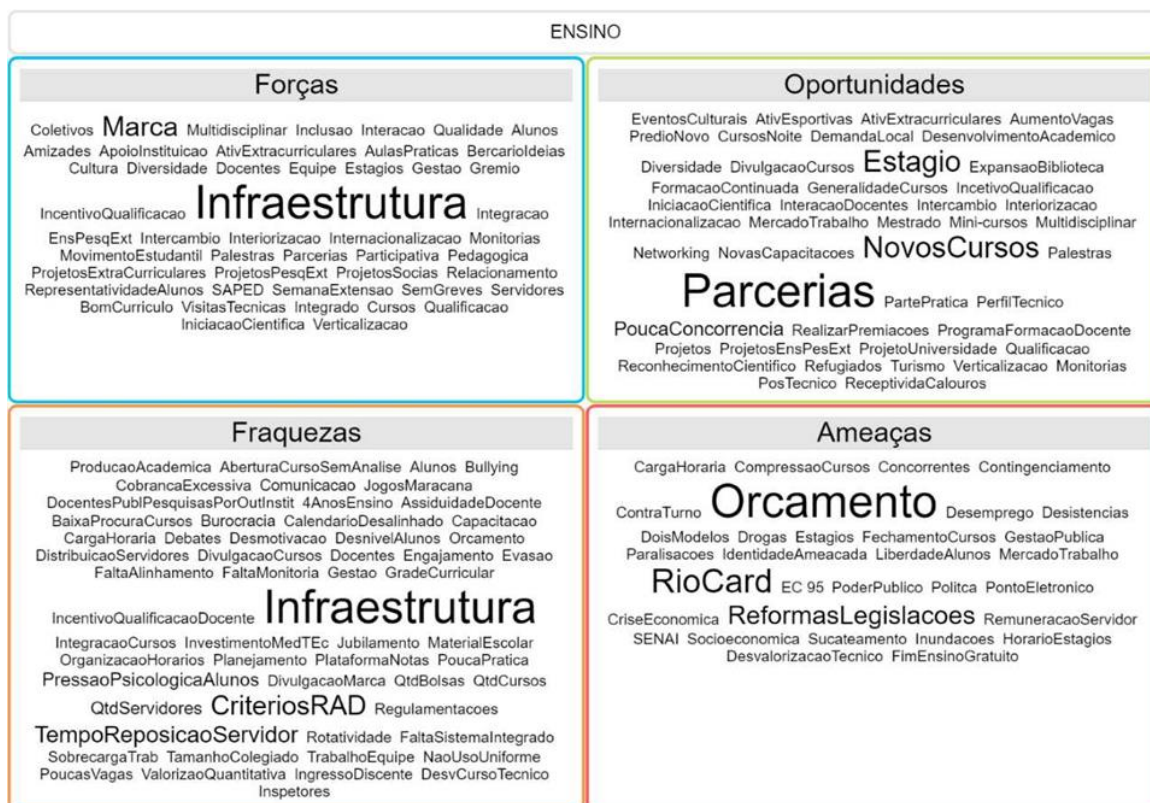 ENSINO
Forças
Coletivos Marca Multidisciplinar Inclusao Interacao Qualidade Alunos
Amizades ApoioInstituicao AtivExtracurriculares AulasPraticas BercarioIdeias
Cultura Diversidade Docentes Equipe Estagios Gestao Gremio
IncentivoQualificacao Infraestrutura Integracao
EnsPesqExt Intercambio Interiorizacao Internacionalizacao Monitorias
MovimentoEstudantil Palestras Parcerias Participativa Pedagogica
ProjetosExtraCurriculares ProjetosPesqExt ProjetosSocias Relacionamento
RepresentatividadeAlunos SAPED SemanaExtensao SemGreves Servidores
BomCurriculo VisitasTecnicas Integrado Cursos Qualificacao
IniciacaoCientifica Verticalizacao
Oportunidades
EventosCulturais AtivEsportivas AtivExtracurriculares AumentoVagas
PredioNovo CursosNoite DemandaLocal DesenvolvimentoAcademico
Diversidade DivulgacaoCursos Estagio ExpansaoBiblioteca
FormacaoContinuada GeneralidadeCursos IncetivoQualificacao
IniciacaoCientifica InteracaoDocentes Intercambio Interiorizacao
Internacionalizacao MercadoTrabalho Mestrado Mini-cursos Multidisciplinar
Networking NovasCapacitacoes NovosCursos Palestras
Parcerias PartePratica PerfilTecnico
PoucaConcorrencia RealizarPremiacoes ProgramaFormacaoDocente
Projetos ProjetosEnsPesExt ProjetoUniversidade Qualificacao
ReconhecimentoCientifico Refugiados Turismo Verticalizacao Monitorias
PosTecnico ReceptividaCalouros
Fraquezas
ProducaoAcademica AberturaCursoSemAnalise Alunos Bullying
CobrancaExcessiva Comunicacao JogosMaracana
DocentesPublPesquisasPorOutInstit 4AnosEnsino AssiduidadeDocente
BaixaProcuraCursos Burocracia CalendarioDesalinhado Capacitacao
CargaHoraria Debates Desmotivacao DesnivelAlunos Orcamento
DistribuicaoServidores DivulgacaoCursos Docentes Engajamento Evasao
FaltaAlinhamento FaltaMonitoria Gestao GradeCurricular
IncentivoQualificacaoDocente Infraestrutura
IntegracaoCursos InvestimentoMedTEc Jubilamento MaterialEscolar
OrganizacaoHorarios Planejamento PlataformaNotas PoucaPratica
PressaoPsicologicaAlunos DivulgacaoMarca QtdBolsas QtdCursos
QtdServidores CriteriosRAD Regulamentacoes
TempoReposicaoServidor Rotatividade FaltaSistemaIntegrado
SobrecargaTrab TamanhoColegiado TrabalhoEquipe NaoUsoUniforme
PoucasVagas ValorizaoQuantitativa IngressoDiscente DesvCursoTecnico
Inspetores
Ameaças
CargaHoraria CompressaoCursos Concorrentes Contingenciamento
ContraTurno Orcamento Desemprego Desistencias
DoisModelos Drogas Estagios FechamentoCursos GestaoPublica
Paralisacoes IdentidadeAmeacada LiberdadeAlunos MercadoTrabalho
RioCard EC 95 PoderPublico Politca PontoEletronico
CriseEconomica ReformasLegislacoes RemuneracaoServidor
SENAI Socioeconomica Sucateamento Inundacoes HorarioEstagios
DesvalorizacaoTecnico FimEnsinoGratuito